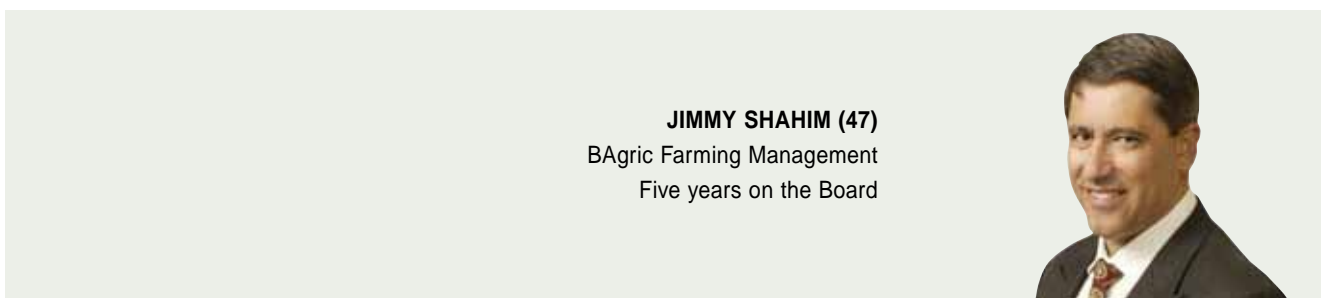 JIMMY SHAHIM (47)
BAgric Farming Management
Five years on the Board